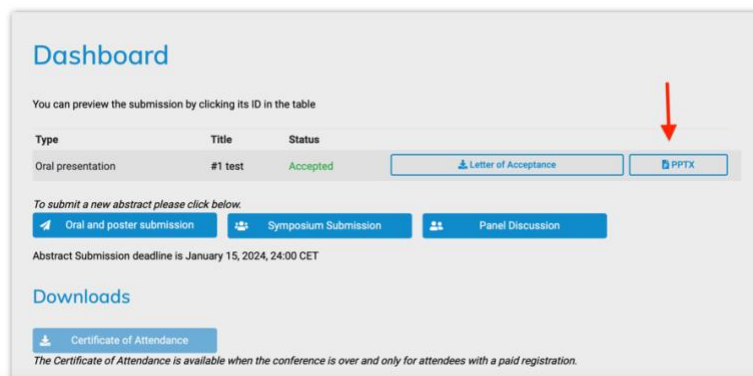 Dashboard
You can preview the submission by clicking its ID in the table
Type Title Status
Oral presentation #1 test Accepted Letter of Acceptance PPTX
To submit a new abstract please click below.
Oral and poster submission Symposium Submission Panel Discussion
Abstract Submission deadline is January 15, 2024, 24:00 CET
Downloads
Certificate of Attendance
The Certificate of Attendance is available when the conference is over and only for attendees with a paid registration.